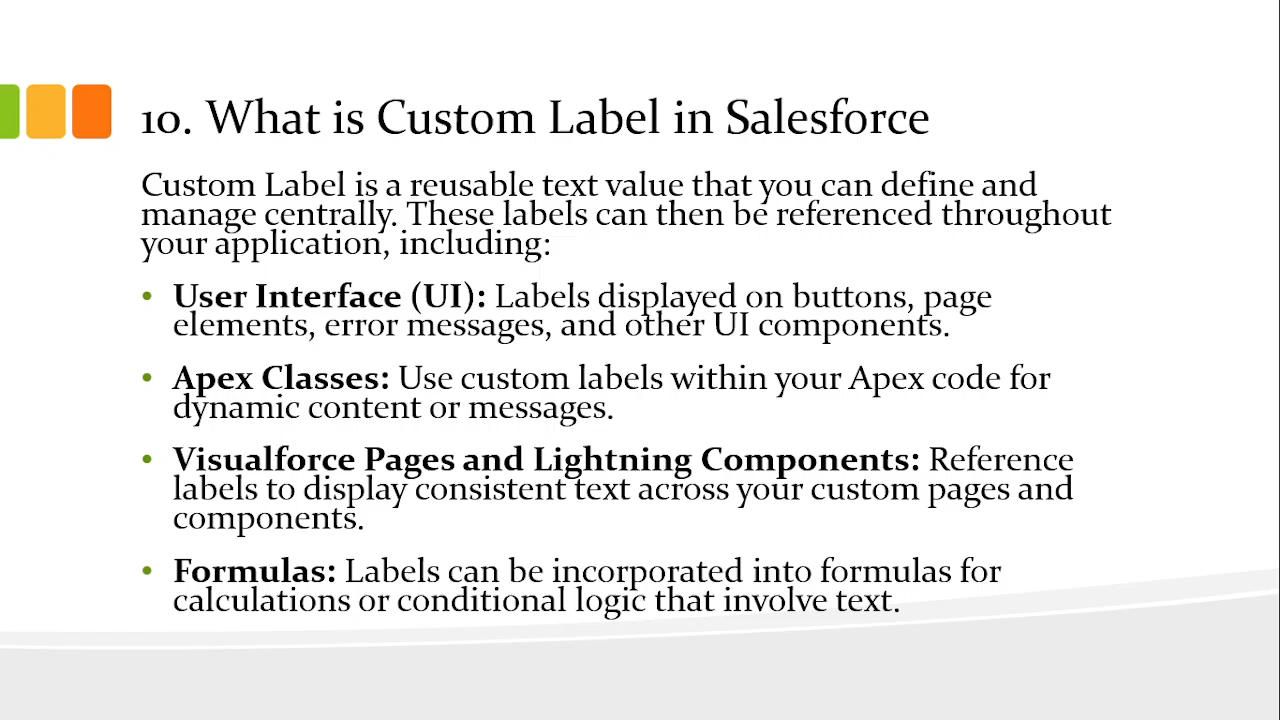 10. What is Custom Label in Salesforce
Custom Label is a reusable text value that you can define and
manage centrally. These labels can then be referenced throughout
your application, including:
• User Interface (UI): Labels displayed on buttons, page
elements, error messages, and other UI components.
• Apex Classes: Use custom labels within your Apex code for
dynamic content or messages.
• Visualforce Pages and Lightning Components: Reference
labels to display consistent text across your custom pages and
components.
• Formulas: Labels can be incorporated into formulas for
calculations or conditional logic that involve text.